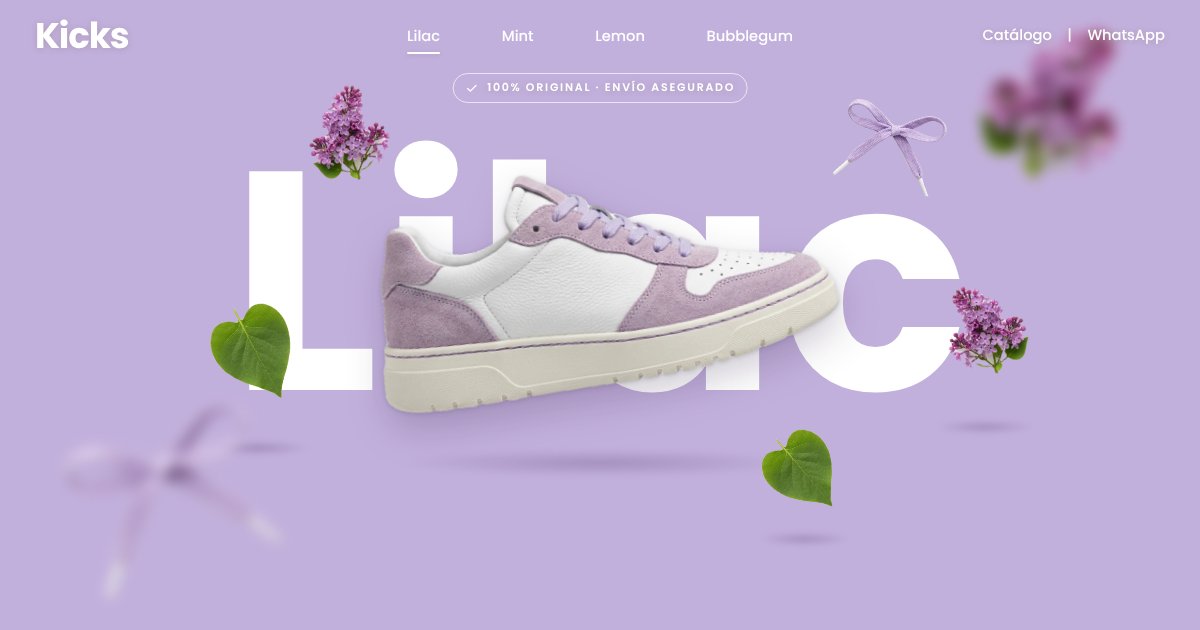 Kicks
Lilac
Mint
Lemon
Bubblegum
Catálogo | WhatsApp
100% ORIGINAL · ENVÍO ASEGURADO
Lilac